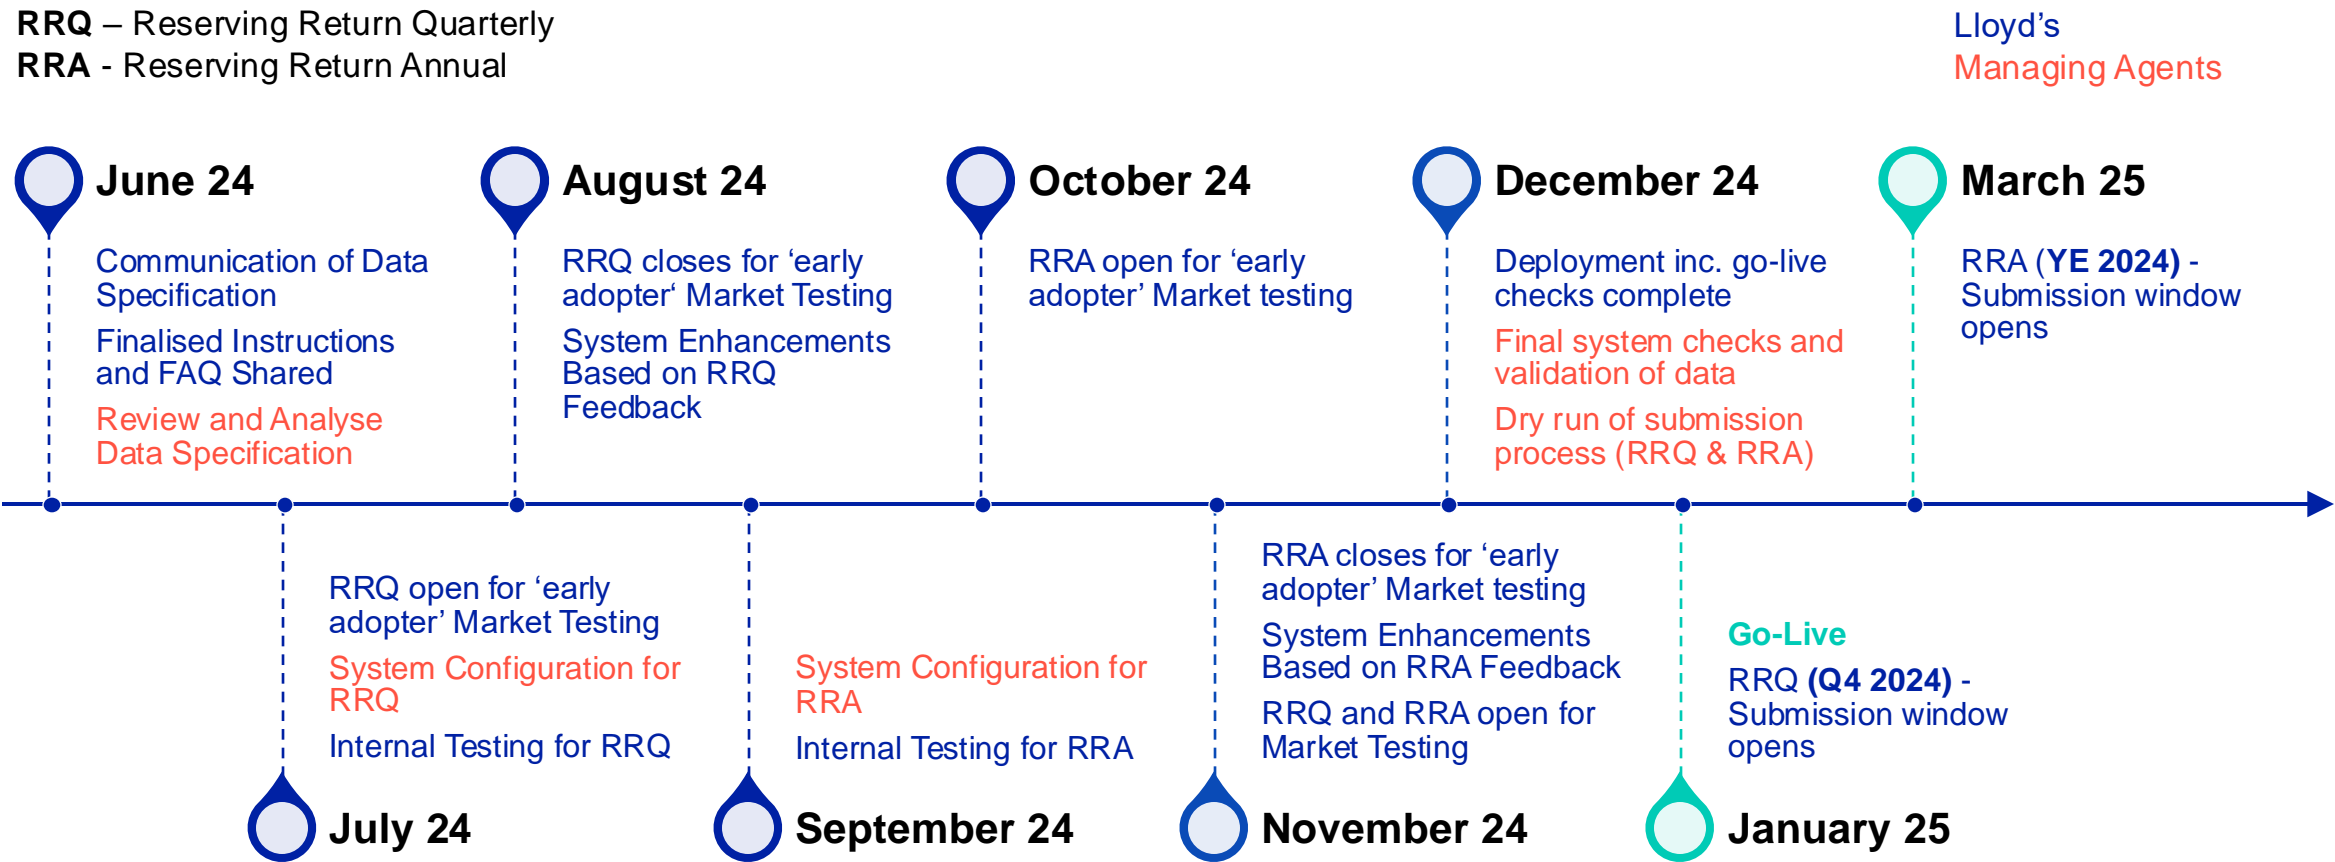 RRQ – Reserving Return Quarterly
RRA - Reserving Return Annual
Lloyd’s
Managing Agents
June 24
Communication of Data
Specification
Finalised Instructions
and FAQ Shared
Review and Analyse
Data Specification
August 24
RRQ closes for ‘early
adopter‘ Market Testing
System Enhancements
Based on RRQ
Feedback
October 24
RRA open for ‘early
adopter’ Market testing
December 24
Deployment inc. go-live
checks complete
Final system checks and
validation of data
Dry run of submission
process (RRQ & RRA)
March 25
RRA (YE 2024) -
Submission window
opens
RRQ open for ‘early
adopter’ Market Testing
System Configuration for
RRQ
Internal Testing for RRQ
July 24
System Configuration for
RRA
Internal Testing for RRA
September 24
RRA closes for ‘early
adopter’ Market testing
System Enhancements
Based on RRA Feedback
RRQ and RRA open for
Market Testing
November 24
Go-Live
RRQ (Q4 2024) -
Submission window
opens
January 25